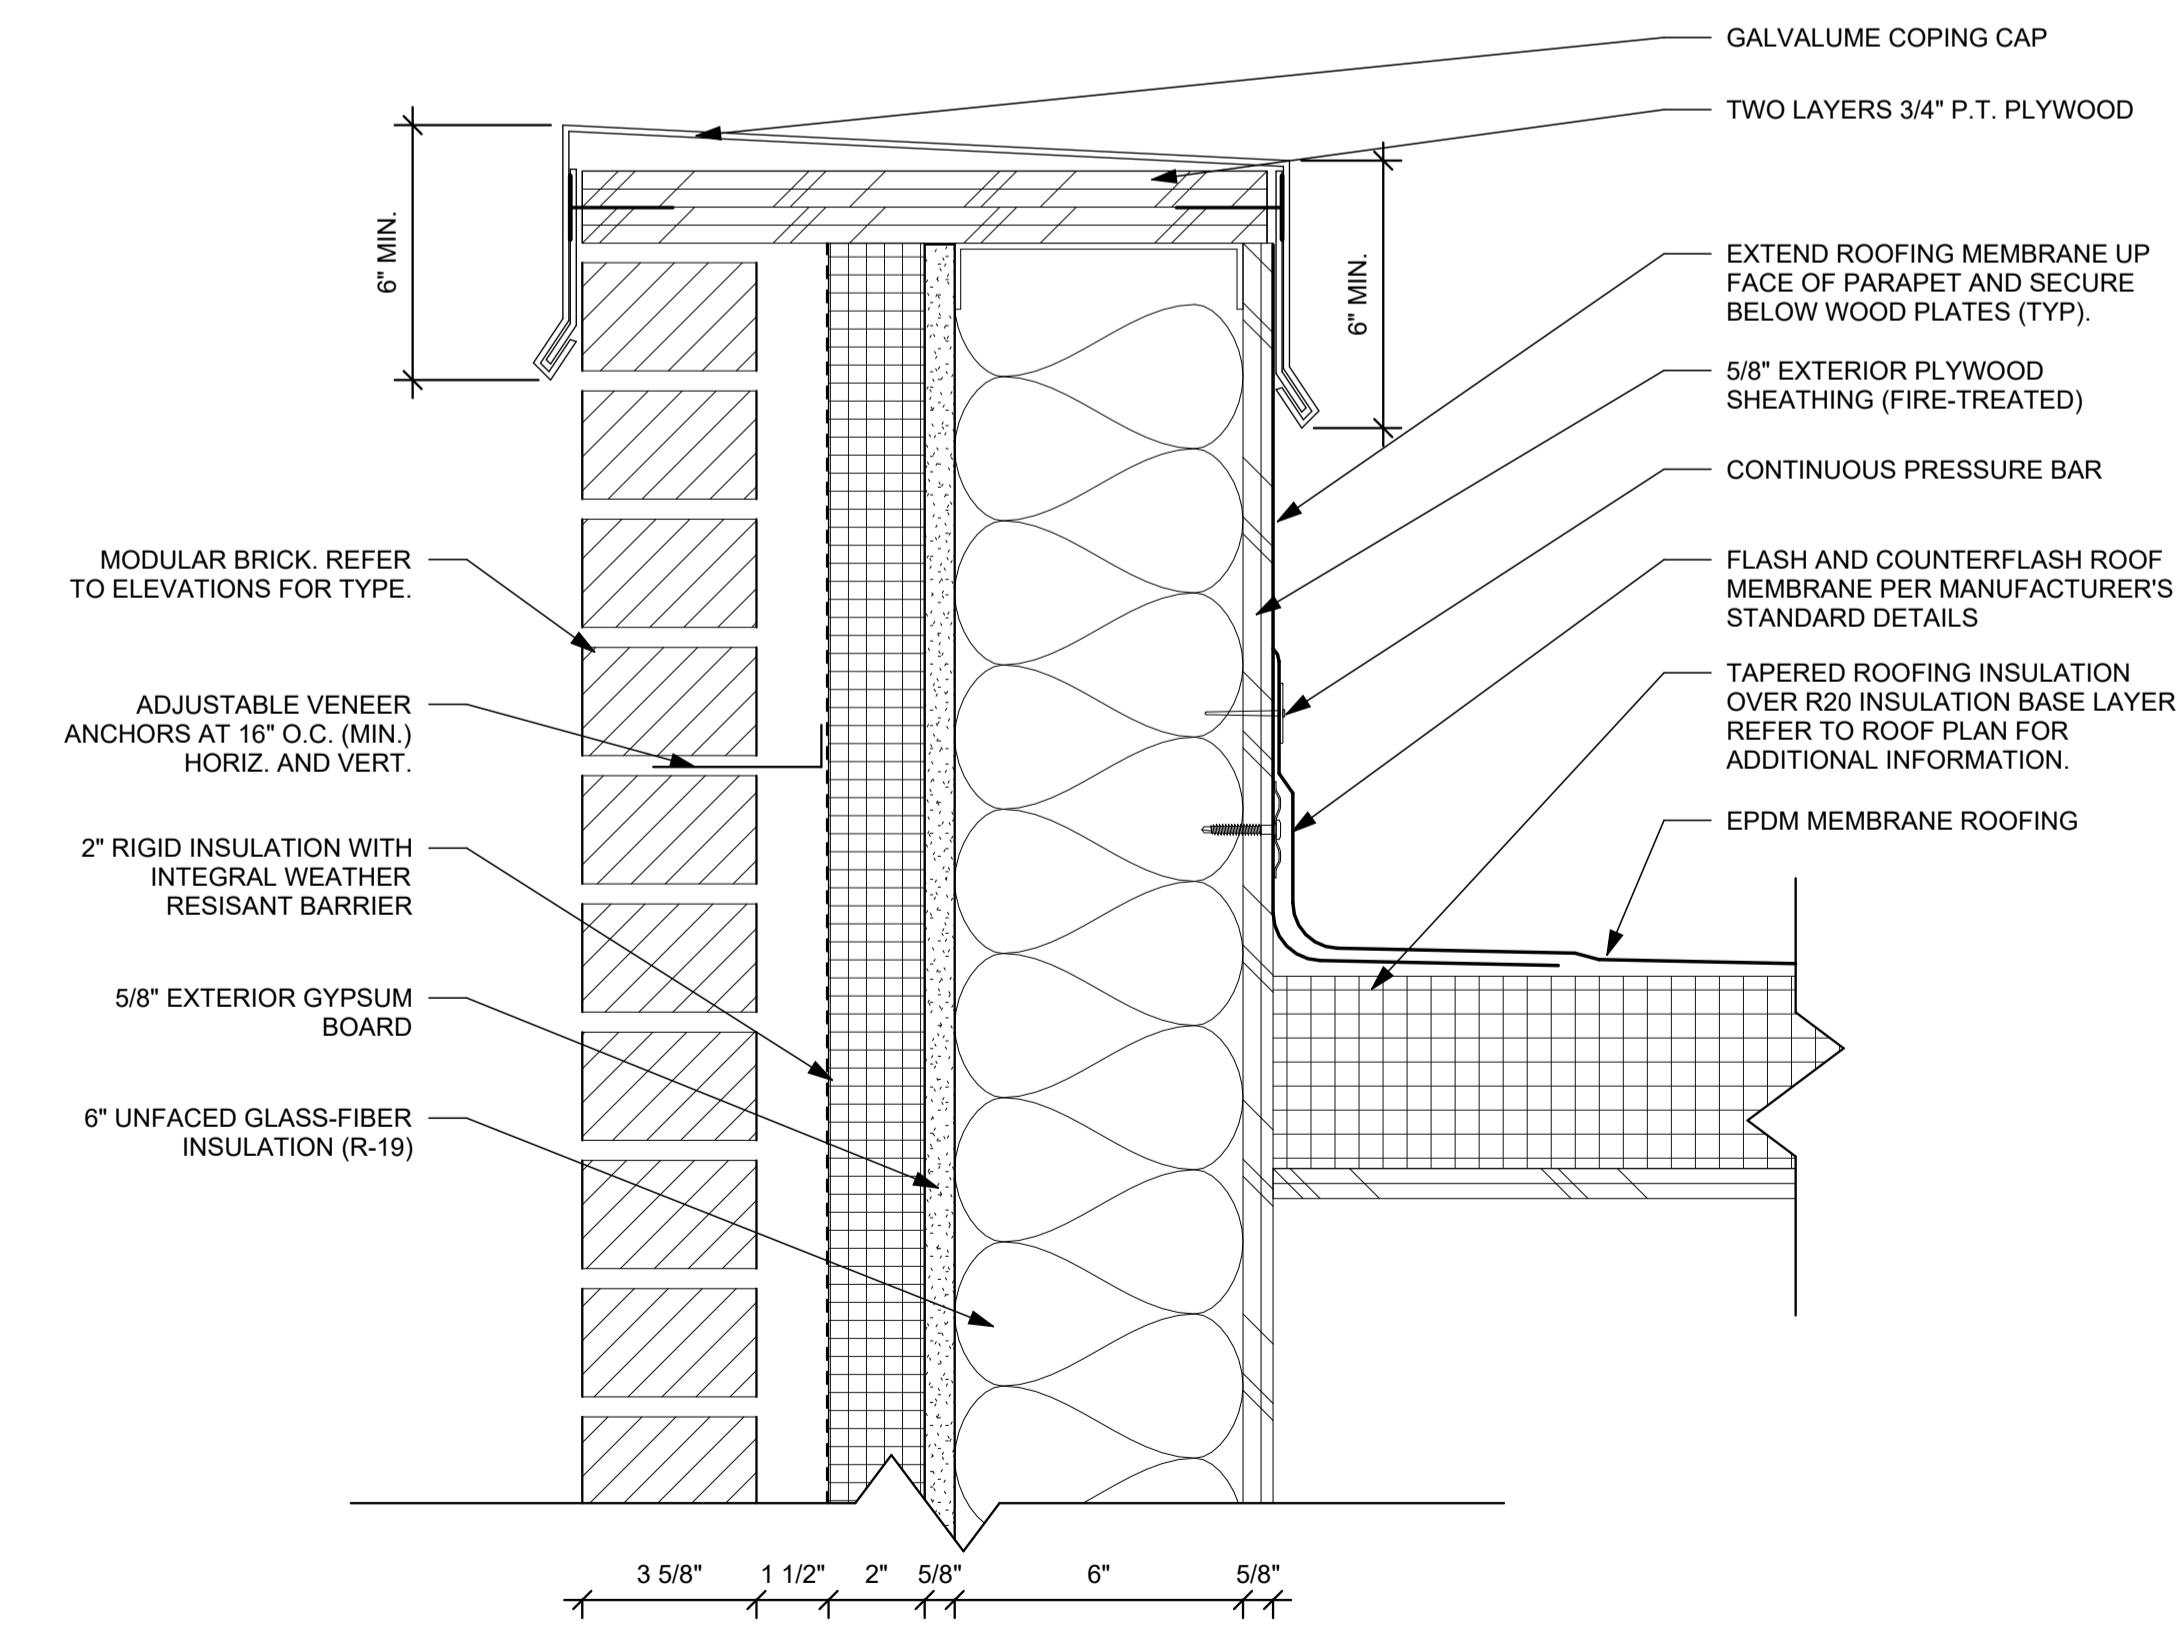 GALVALUME COPING CAP
TWO LAYERS 3/4" P.T. PLYWOOD
6" MIN.
6" MIN.
EXTEND ROOFING MEMBRANE UP
FACE OF PARAPET AND SECURE
BELOW WOOD PLATES (TYP).
5/8" EXTERIOR PLYWOOD
SHEATHING (FIRE-TREATED)
CONTINUOUS PRESSURE BAR
FLASH AND COUNTERFLASH ROOF
MEMBRANE PER MANUFACTURER'S
STANDARD DETAILS
TAPERED ROOFING INSULATION
OVER R20 INSULATION BASE LAYER
REFER TO ROOF PLAN FOR
ADDITIONAL INFORMATION.
EPDM MEMBRANE ROOFING
MODULAR BRICK. REFER
TO ELEVATIONS FOR TYPE.
ADJUSTABLE VENEER
ANCHORS AT 16" O.C. (MIN.)
HORIZ. AND VERT.
2" RIGID INSULATION WITH
INTEGRAL WEATHER
RESISANT BARRIER
5/8" EXTERIOR GYPSUM
BOARD
6" UNFACED GLASS-FIBER
INSULATION (R-19)
3 5/8" 1 1/2" 2" 5/8" 6" 5/8"